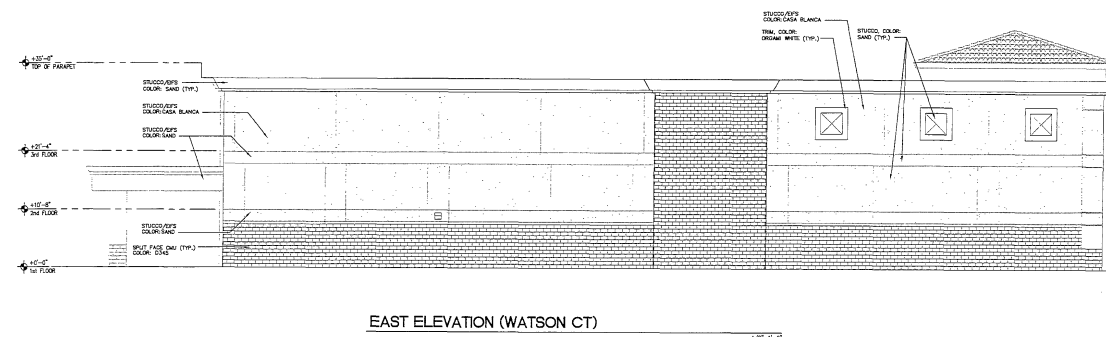 STUCCO/EIFS
COLOR: CASA BLANCA
TRIM, COLOR:
ORIGAMI WHITE (TYP.)
STUCCO, COLOR:
SAND (TYP.)
+35'-0"
TOP OF PARAPET
STUCCO/EIFS
COLOR: SAND (TYP.)
STUCCO/EIFS
COLOR: CASA BLANCA
STUCCO/EIFS
COLOR: SAND
+21'-4"
3rd FLOOR
+10'-8"
2nd FLOOR
STUCCO/EIFS
COLOR: SAND
SPLIT FACE CMU (TYP.)
COLOR: D345
+0'-0"
1st FLOOR
EAST ELEVATION (WATSON CT)